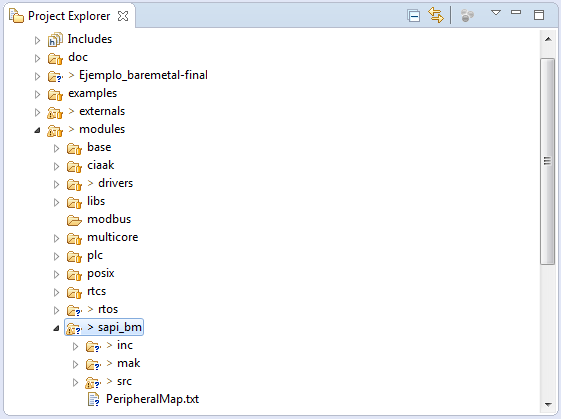 Project Explorer
Includes
doc
> Ejemplo_baremetal-final
examples
> externals
> modules
base
ciaak
> drivers
libs
modbus
multicore
plc
posix
rtcs
> rtos
> sapi_bm
> inc
> mak
> src
PeripheralMap.txt